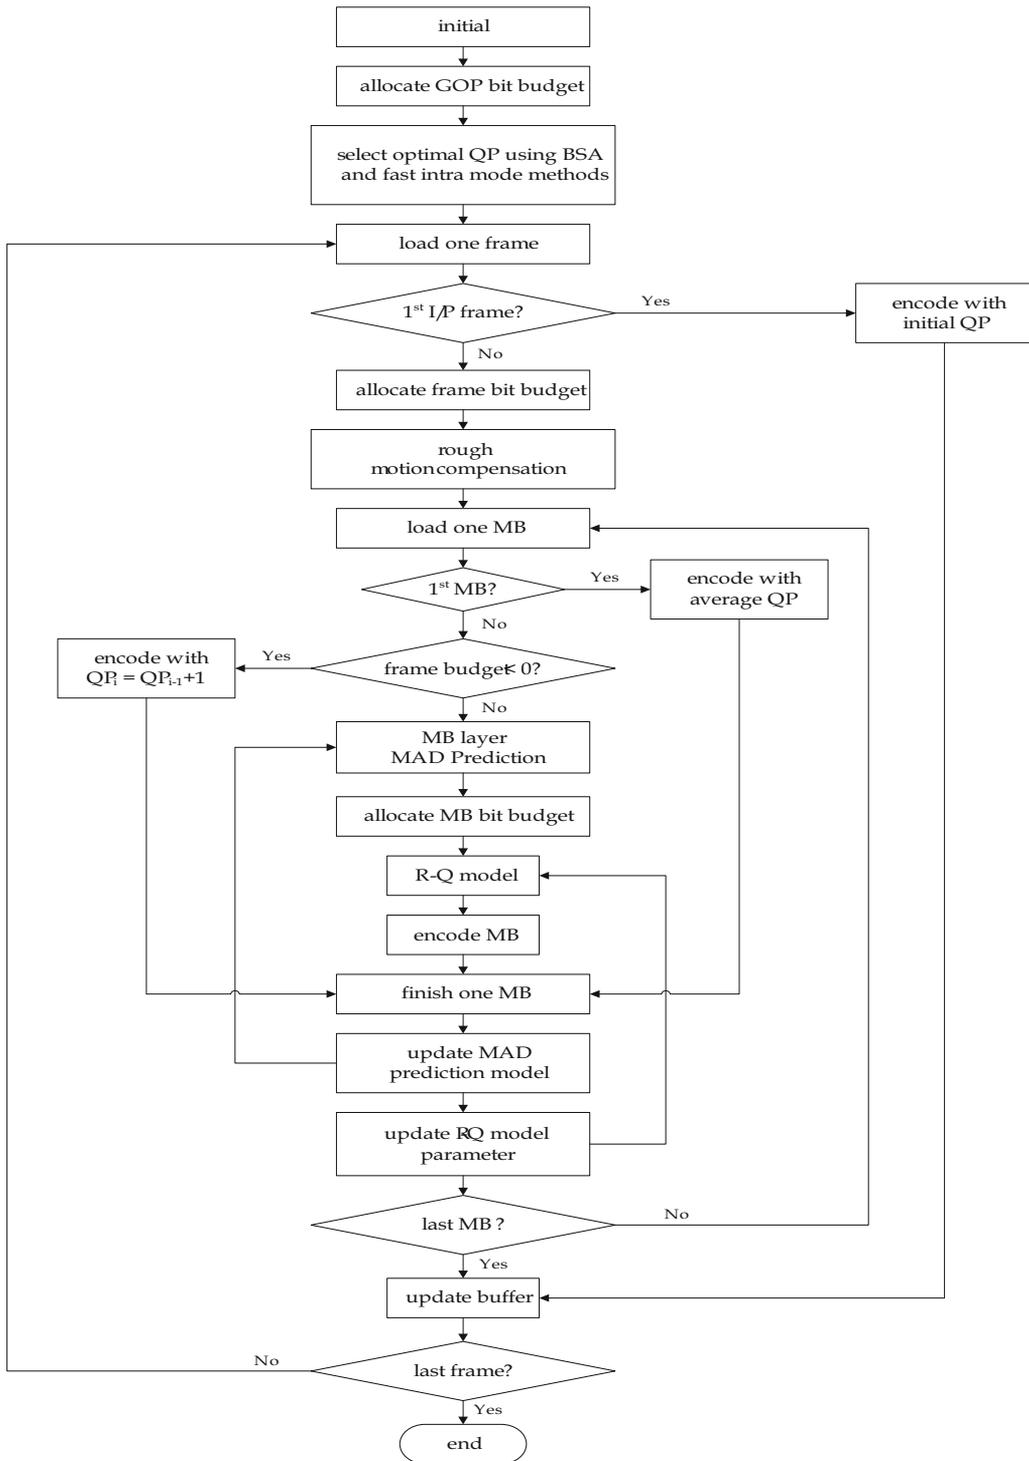 initial
allocate GOP bit budget
select optimal QP using BSA
and fast intra mode methods
load one frame
1st I/P frame?
Yes
encode with
initial QP
No
allocate frame bit budget
rough
motioncompensation
load one MB
1st MB?
Yes
encode with
average QP
No
frame budget< 0?
Yes
encode with
QPi = QPi-1+1
No
MB layer
MAD Prediction
allocate MB bit budget
R-Q model
encode MB
finish one MB
update MAD
prediction model
update R-Q model
parameter
last MB ?
No
Yes
update buffer
last frame?
No
Yes
end